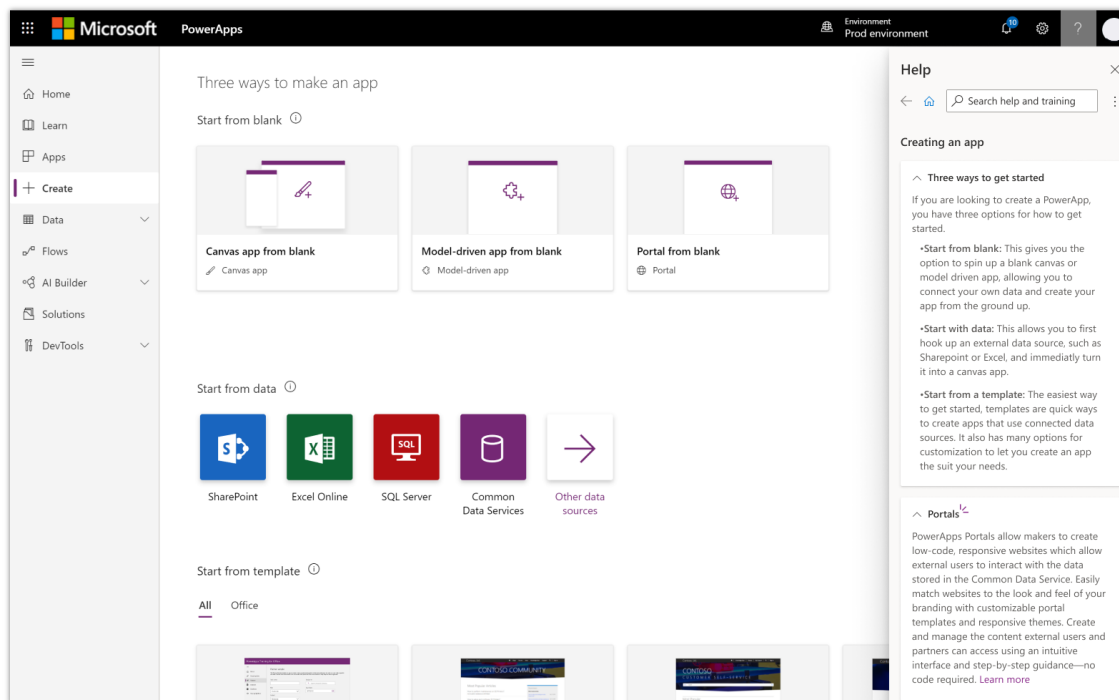 Microsoft PowerApps
Environment
Prod environment
10
?
Home
Learn
Apps
Create
Data
Flows
AI Builder
Solutions
DevTools
Three ways to make an app
Start from blank
Canvas app from blank
Canvas app
Model-driven app from blank
Model-driven app
Portal from blank
Portal
Start from data
SharePoint
Excel Online
SQL
SQL Server
Common
Data Services
Other data
sources
Start from template
All Office
CONTOSO COMMUNITY
CONTOSO
CUSTOMER SELF-SERVICE
Help
Search help and training
Creating an app
Three ways to get started
If you are looking to create a PowerApp,
you have three options for how to get
started.
•Start from blank: This gives you the
option to spin up a blank canvas or
model driven app, allowing you to
connect your own data and create your
app from the ground up.
•Start with data: This allows you to first
hook up an external data source, such as
Sharepoint or Excel, and immediatly turn
it into a canvas app.
•Start from a template: The easiest way
to get started, templates are quick ways
to create apps that use connected data
sources. It also has many options for
customization to let you create an app
the suit your needs.
Portals
PowerApps Portals allow makers to create
low-code, responsive websites which allow
external users to interact with the data
stored in the Common Data Service. Easily
match websites to the look and feel of your
branding with customizable portal
templates and responsive themes. Create
and manage the content external users and
partners can access using an intuitive
interface and step-by-step guidance—no
code required. Learn more